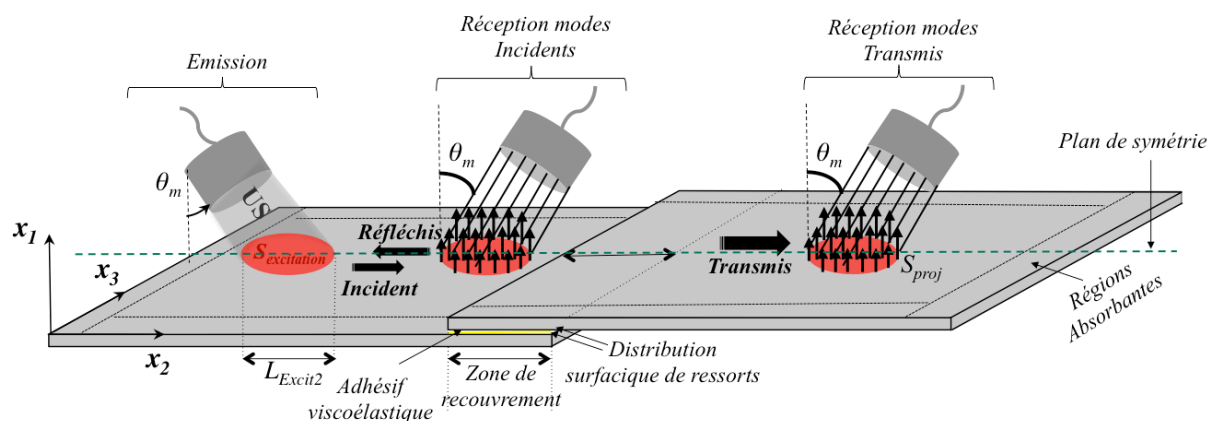 Réception modes
Incidents
Réception modes
Transmis
Emission
Plan de symétrie
θm
θm
θm
US
x1
x3
Réfléchis
Sexcitation
Incident
Transmis
Sproj
Régions
Absorbantes
x2
LExcit2
Adhésif
viscoélastique
Zone de
recouvrement
Distribution
surfacique de ressorts